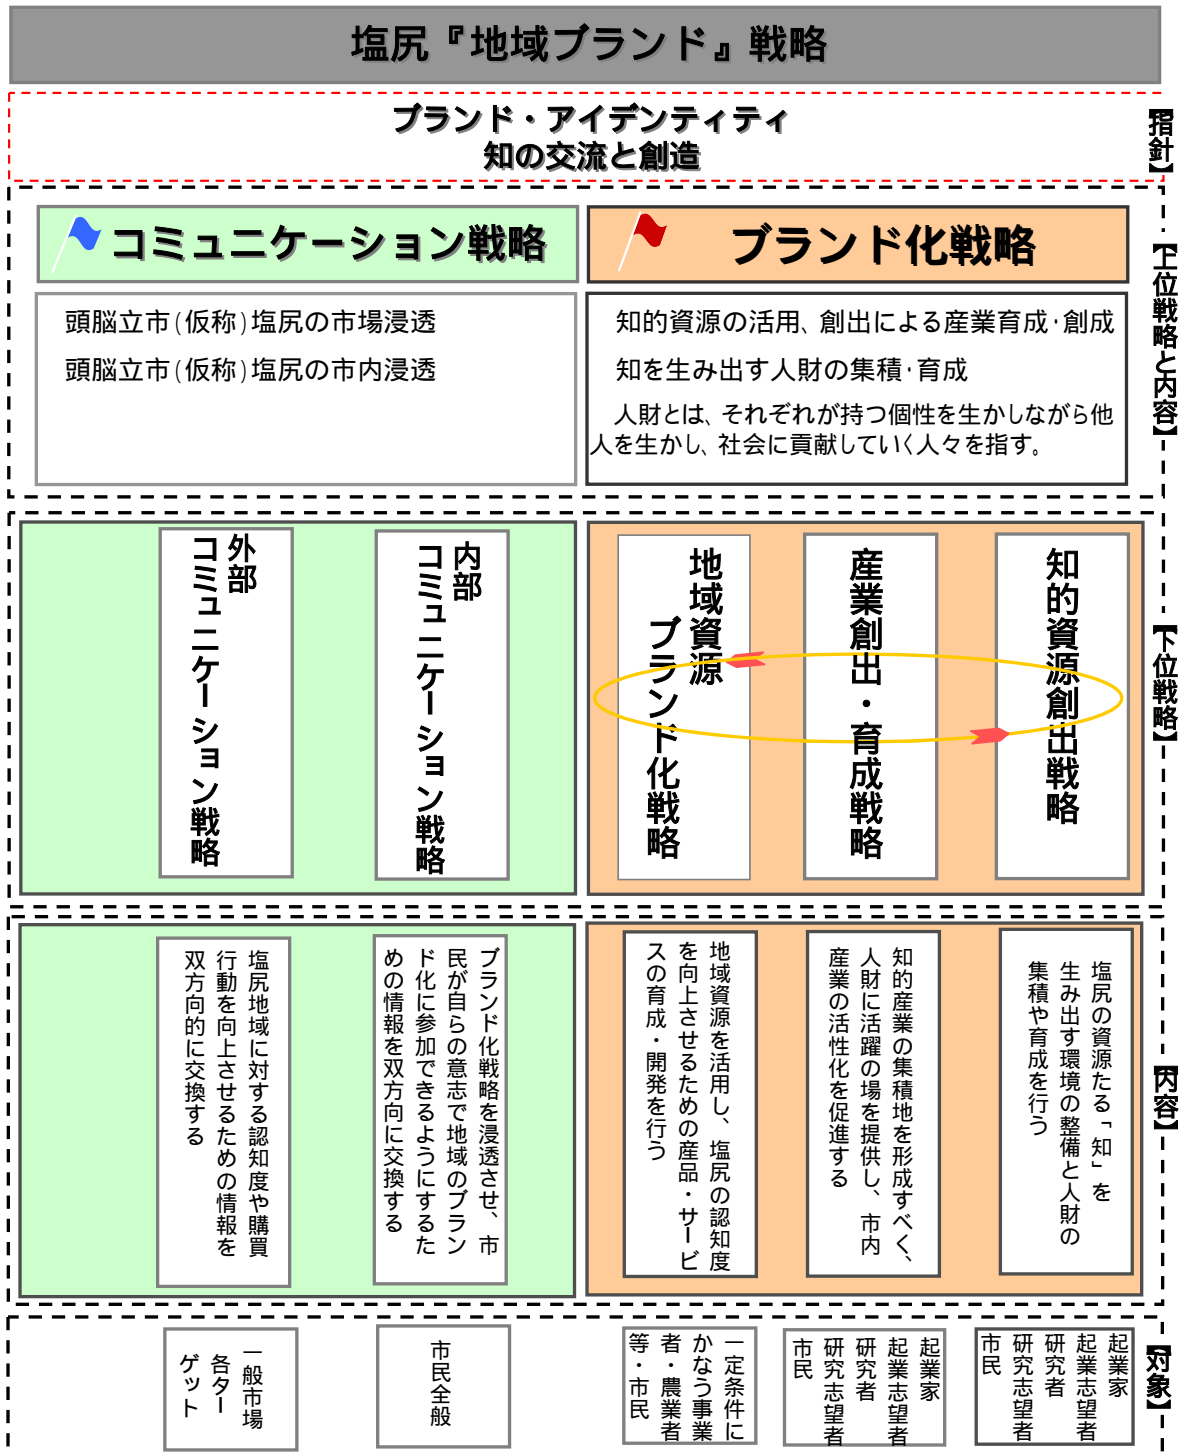 塩尻『地域ブランド』戦略
ブランド・アイデンティティ
知の交流と創造
【指針】
コミュニケーション戦略
ブランド化戦略
【上位戦略と内容】
頭脳立市(仮称)塩尻の市場浸透
頭脳立市(仮称)塩尻の市内浸透
知的資源の活用、創出による産業育成・創成
知を生み出す人財の集積・育成
人財とは、それぞれが持つ個性を生かしながら他
人を生かし、社会に貢献していく人々を指す。
【下位戦略】
知的資源創出戦略
産業創出・育成戦略
地域資源
ブランド化戦略
内部
コミュニケーション戦略
外部
コミュニケーション戦略
【内容】
塩尻の資源たる「知」を
生み出す環境の整備と人財の
集積や育成を行う
知的産業の集積地を形成すべく、
人財に活躍の場を提供し、市内
産業の活性化を促進する
地域資源を活用し、塩尻の認知度
を向上させるための産品・サービ
スの育成・開発を行う
ブランド化戦略を浸透させ、市
民が自らの意志で地域のブラン
ド化に参加できるようにするた
めの情報を双方向に交換する
塩尻地域に対する認知度や購買
行動を向上させるための情報を
双方向的に交換する
【対象】
起業家
起業志望者
研究者
研究志望者
市民
起業家
起業志望者
研究者
研究志望者
市民
一定条件に
かなう事業
者・農業者
等・市民
市民全般
一般市場
各ター
ゲット